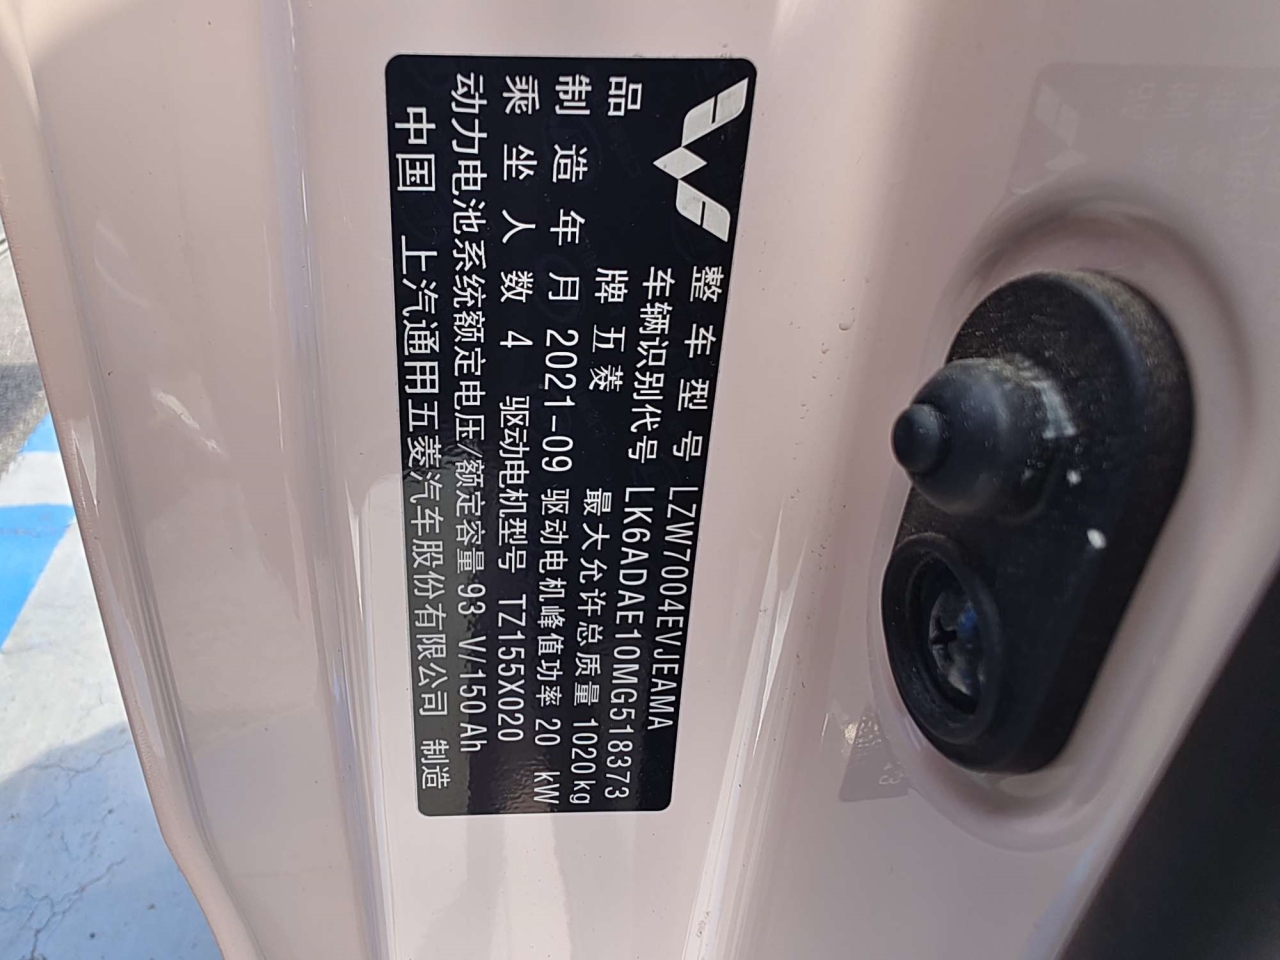 整车型号 LZW7004EVJEAMA
车辆识别代号 LK6ADAE10MG518373
品牌 五菱 最大允许总质量 1020kg
制造年月 2021-09 驱动电机峰值功率 20 kW
乘坐人数 4 驱动电机型号 TZ155X020
动力电池系统额定电压/额定容量 93 V/150 Ah
中国 上汽通用五菱汽车股份有限公司 制造